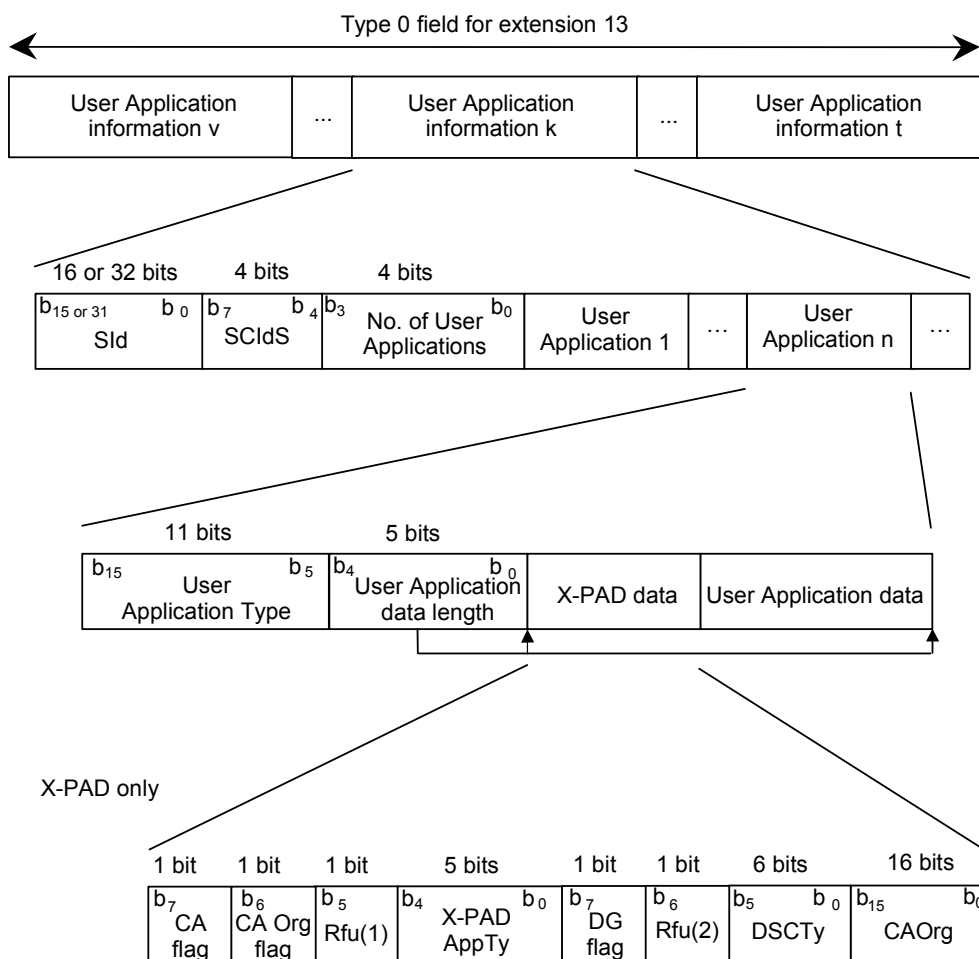 Type 0 field for extension 13
User Application information v
...
User Application information k
...
User Application information t
16 or 32 bits
4 bits
4
b15 or 31 b0
SId
b7 b4
SCIdS
b3 b0
No. of User Applications
User Application 1
...
User Application n
...
11 bits
5 bits
b15 b5
User Application Type
b4 b0
User Application data length
X-PAD data
User Application data
X-PAD only
1 bit
1 bit
1 bit
5 bits
1 bit
1 bit
6 bits
16 bits
b7
CA flag
b6
CA Org flag
b5
Rfu(1)
b4 b0
X-PAD AppTy
b7
DG flag
b6
Rfu(2)
b5 b0
DSCTy
b15 b0
CAOrg